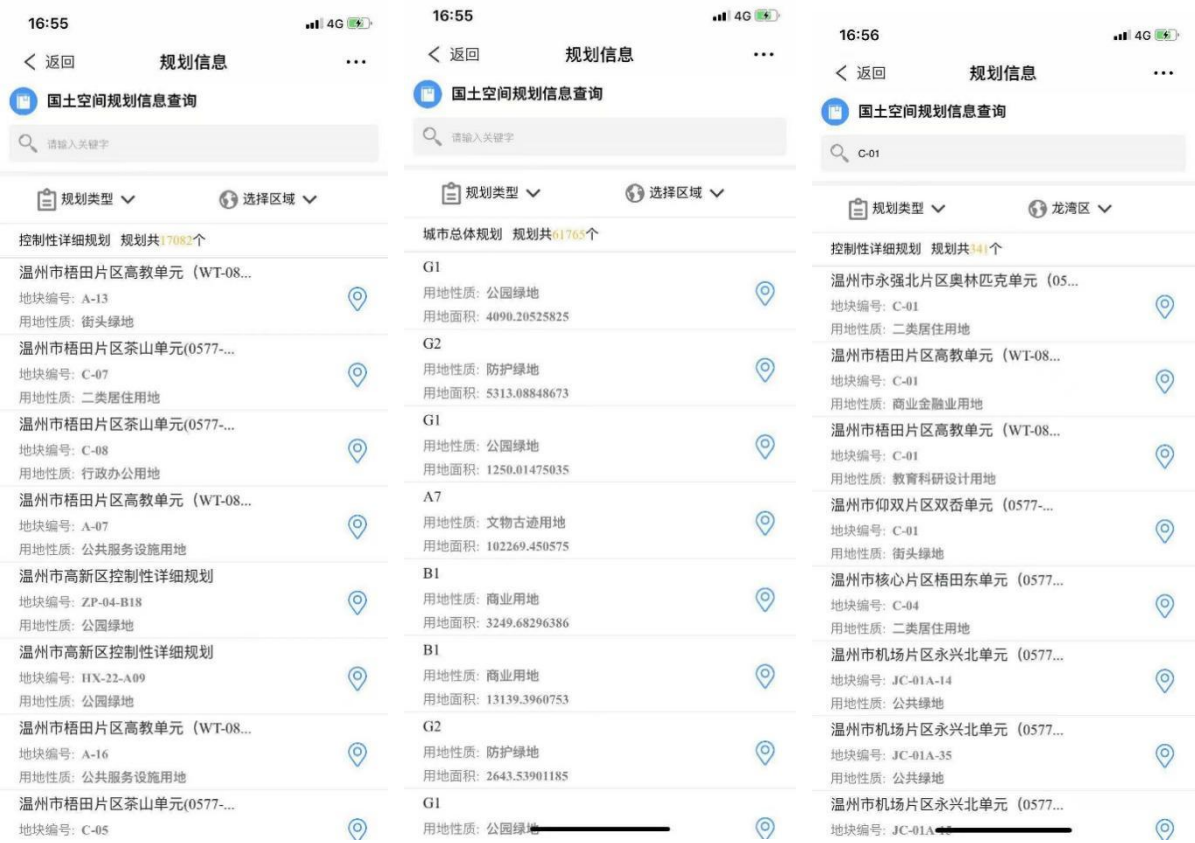 16:55
4G
返回
规划信息
国土空间规划信息查询
请输入关键字
规划类型
选择区域
控制性详细规划 规划共17082个
温州市梧田片区高教单元（WT-08...
地块编号: A-13
用地性质: 街头绿地
温州市梧田片区茶山单元(0577-...
地块编号: C-07
用地性质: 二类居住用地
温州市梧田片区茶山单元(0577-...
地块编号: C-08
用地性质: 行政办公用地
温州市梧田片区高教单元（WT-08...
地块编号: A-07
用地性质: 公共服务设施用地
温州市高新区控制性详细规划
地块编号: ZP-04-B18
用地性质: 公园绿地
温州市高新区控制性详细规划
地块编号: HX-22-A09
用地性质: 公园绿地
温州市梧田片区高教单元（WT-08...
地块编号: A-16
用地性质: 公共服务设施用地
温州市梧田片区茶山单元(0577-...
地块编号: C-05
16:55
4G
返回
规划信息
国土空间规划信息查询
请输入关键字
规划类型
选择区域
城市总体规划 规划共61765个
G1
用地性质: 公园绿地
用地面积: 4090.20525825
G2
用地性质: 防护绿地
用地面积: 5313.08848673
G1
用地性质: 公园绿地
用地面积: 1250.01475035
A7
用地性质: 文物古迹用地
用地面积: 102269.450575
B1
用地性质: 商业用地
用地面积: 3249.68296386
B1
用地性质: 商业用地
用地面积: 13139.3960753
G2
用地性质: 防护绿地
用地面积: 2643.53901185
G1
用地性质: 公园绿地
16:56
4G
返回
规划信息
国土空间规划信息查询
C-01
规划类型
龙湾区
控制性详细规划 规划共341个
温州市永强北片区奥林匹克单元（05...
地块编号: C-01
用地性质: 二类居住用地
温州市梧田片区高教单元（WT-08...
地块编号: C-01
用地性质: 商业金融业用地
温州市梧田片区高教单元（WT-08...
地块编号: C-01
用地性质: 教育科研设计用地
温州市仰双片区双岙单元（0577-...
地块编号: C-01
用地性质: 街头绿地
温州市核心片区梧田东单元（0577...
地块编号: C-04
用地性质: 二类居住用地
温州市机场片区永兴北单元（0577...
地块编号: JC-01A-14
用地性质: 公共绿地
温州市机场片区永兴北单元（0577...
地块编号: JC-01A-35
用地性质: 公共绿地
温州市机场片区永兴北单元（0577...
地块编号: JC-01A